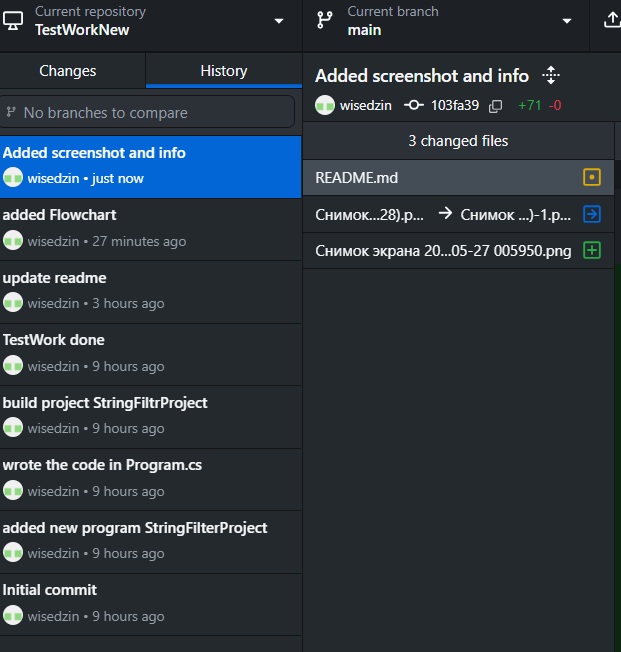 Current repository
TestWorkNew
Current branch
main
Changes
History
No branches to compare
Added screenshot and info
wisedzin • just now
added Flowchart
wisedzin • 27 minutes ago
update readme
wisedzin • 3 hours ago
TestWork done
wisedzin • 9 hours ago
build project StringFiltrProject
wisedzin • 9 hours ago
wrote the code in Program.cs
wisedzin • 9 hours ago
added new program StringFilterProject
wisedzin • 9 hours ago
Initial commit
wisedzin • 9 hours ago
Added screenshot and info
wisedzin 103fa39 +71 -0
3 changed files
README.md
Снимок...28).p... → Снимок ...)-1.p...
Снимок экрана 20...05-27 005950.png